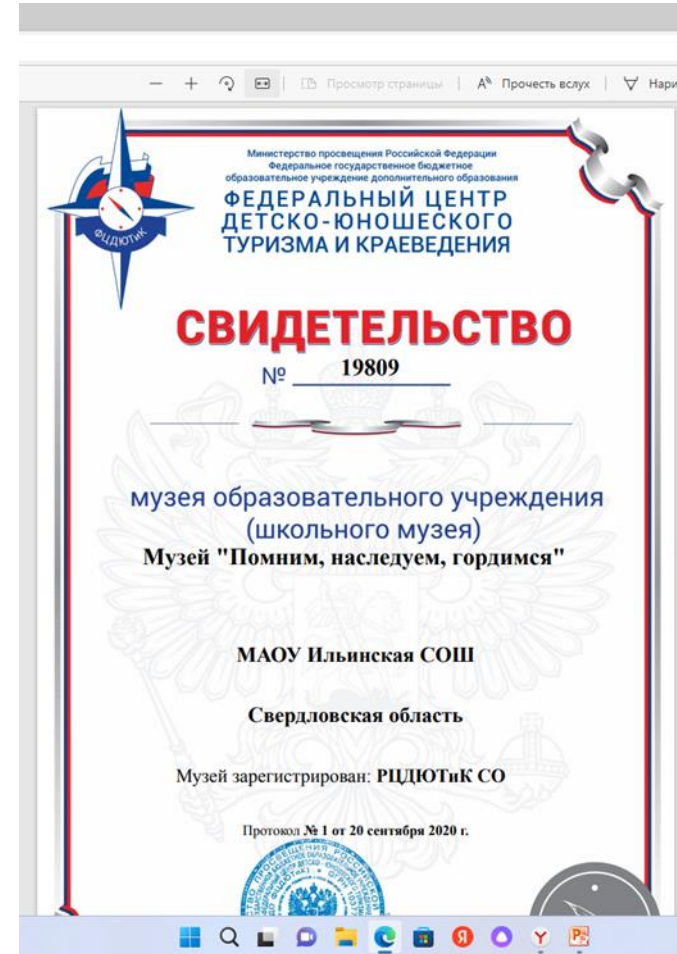 Просмотр страницы
Прочесть вслух
Министерство просвещения Российской Федерации
Федеральное государственное бюджетное
образовательное учреждение дополнительного образования
ФЕДЕРАЛЬНЫЙ ЦЕНТР
ДЕТСКО-ЮНОШЕСКОГО
ТУРИЗМА И КРАЕВЕДЕНИЯ
ФЦДЮТиК
СВИДЕТЕЛЬСТВО
№ 19809
музея образовательного учреждения
(школьного музея)
Музей "Помним, наследуем, гордимся"
МАОУ Ильинская СОШ
Свердловская область
Музей зарегистрирован: РЦДЮТиК СО
Протокол № 1 от 20 сентября 2020 г.